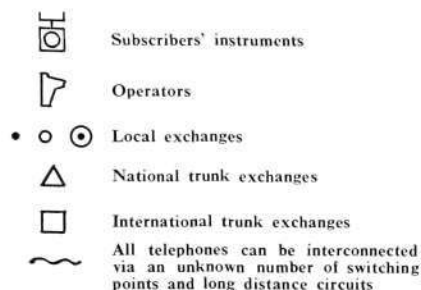 Subscribers' instruments
Operators
Local exchanges
National trunk exchanges
International trunk exchanges
All telephones can be interconnected
via an unknown number of switching
points and long distance circuits